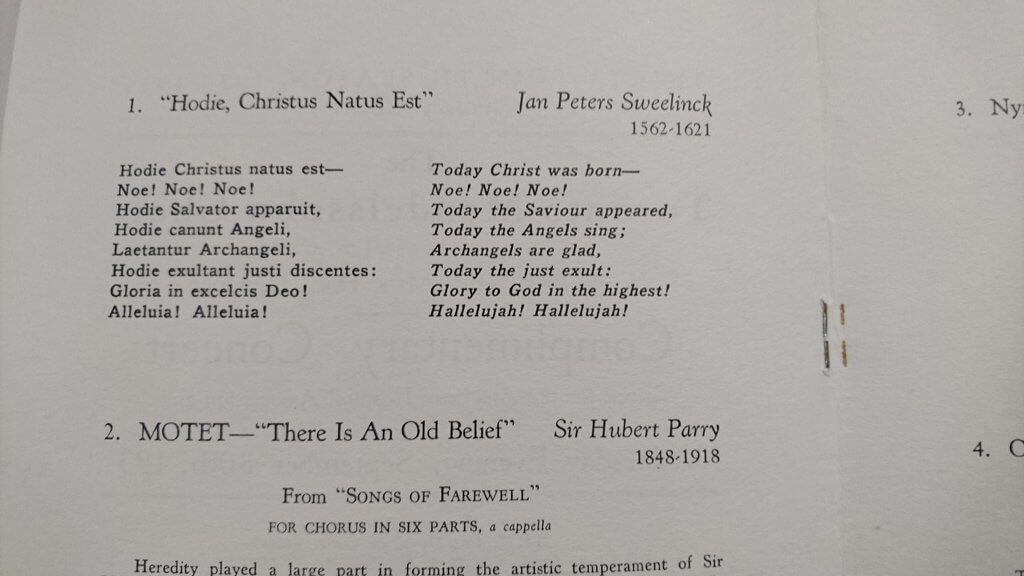 1. "Hodie, Christus Natus Est" Jan Peters Sweelinck
1562-1621
Hodie Christus natus est— Today Christ was born—
Noe! Noe! Noe! Noe! Noe! Noe!
Hodie Salvator apparuit, Today the Saviour appeared,
Hodie canunt Angeli, Today the Angels sing;
Laetantur Archangeli, Archangels are glad,
Hodie exultant justi discentes: Today the just exult:
Gloria in excelcis Deo! Glory to God in the highest!
Alleluia! Alleluia! Hallelujah! Hallelujah!
Complimentary Concert
2. MOTET—"There Is An Old Belief" Sir Hubert Parry
1848-1918
From "SONGS OF FAREWELL"
FOR CHORUS IN SIX PARTS, a cappella
Heredity played a large part in forming the artistic temperament of Sir
3.
4.